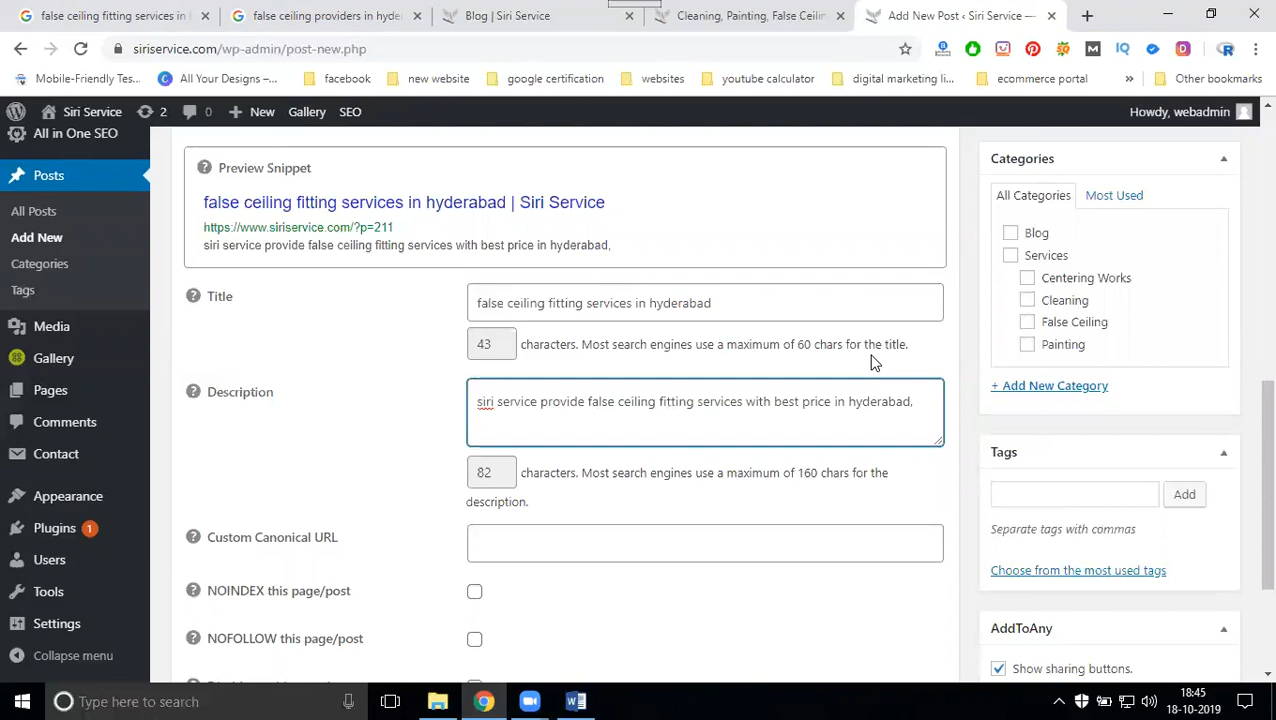 false ceiling fitting services in l
false ceiling providers in hyder
Blog | Siri Service
Cleaning, Painting, False Ceilin
Add New Post ‹ Siri Service —
siriservice.com/wp-admin/post-new.php
Mobile-Friendly Tes...
All Your Designs –...
facebook
new website
google certification
websites
youtube calculator
digital marketing li...
ecommerce portal
»
Other bookmarks
Siri Service
2
0
New
Gallery
SEO
Howdy, webadmin
All in One SEO
Posts
All Posts
Add New
Categories
Tags
Media
Gallery
Pages
Comments
Contact
Appearance
Plugins 1
Users
Tools
Settings
Collapse menu
Preview Snippet
false ceiling fitting services in hyderabad | Siri Service
https://www.siriservice.com/?p=211
siri service provide false ceiling fitting services with best price in hyderabad,
Title
false ceiling fitting services in hyderabad
43 characters. Most search engines use a maximum of 60 chars for the title.
Description
siri service provide false ceiling fitting services with best price in hyderabad,
82 characters. Most search engines use a maximum of 160 chars for the
description.
Custom Canonical URL
NOINDEX this page/post
NOFOLLOW this page/post
Categories
All Categories
Most Used
Blog
Services
Centering Works
Cleaning
False Ceiling
Painting
+ Add New Category
Tags
Add
Separate tags with commas
Choose from the most used tags
AddToAny
Show sharing buttons.
Type here to search
18:45
18-10-2019